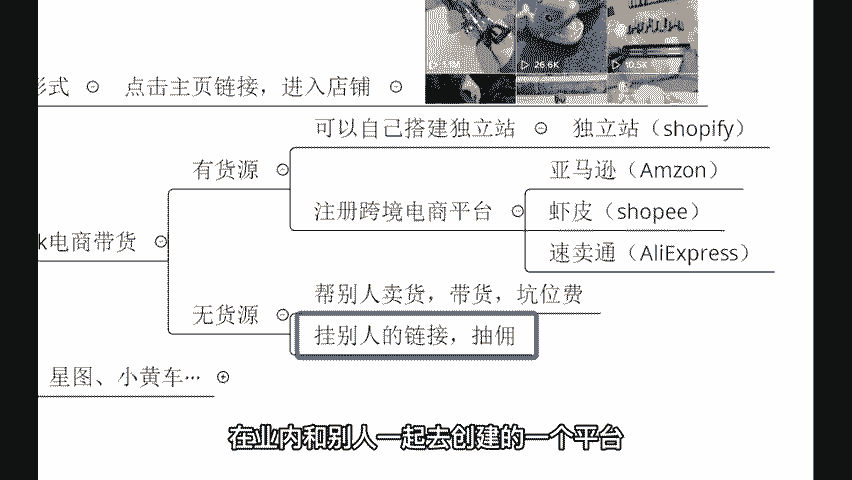 26.6K
0.5K
形式
点击主页链接，进入店铺
可以自己搭建独立站
独立站（shopify）
有货源
亚马逊（Amzon）
注册跨境电商平台
虾皮（shopee）
k电商带货
速卖通（AliExpress）
帮别人卖货，带货，坑位费
无货源
挂别人的链接，抽佣
星图、小黄车…
在业内和别人一起去创建的一个平台